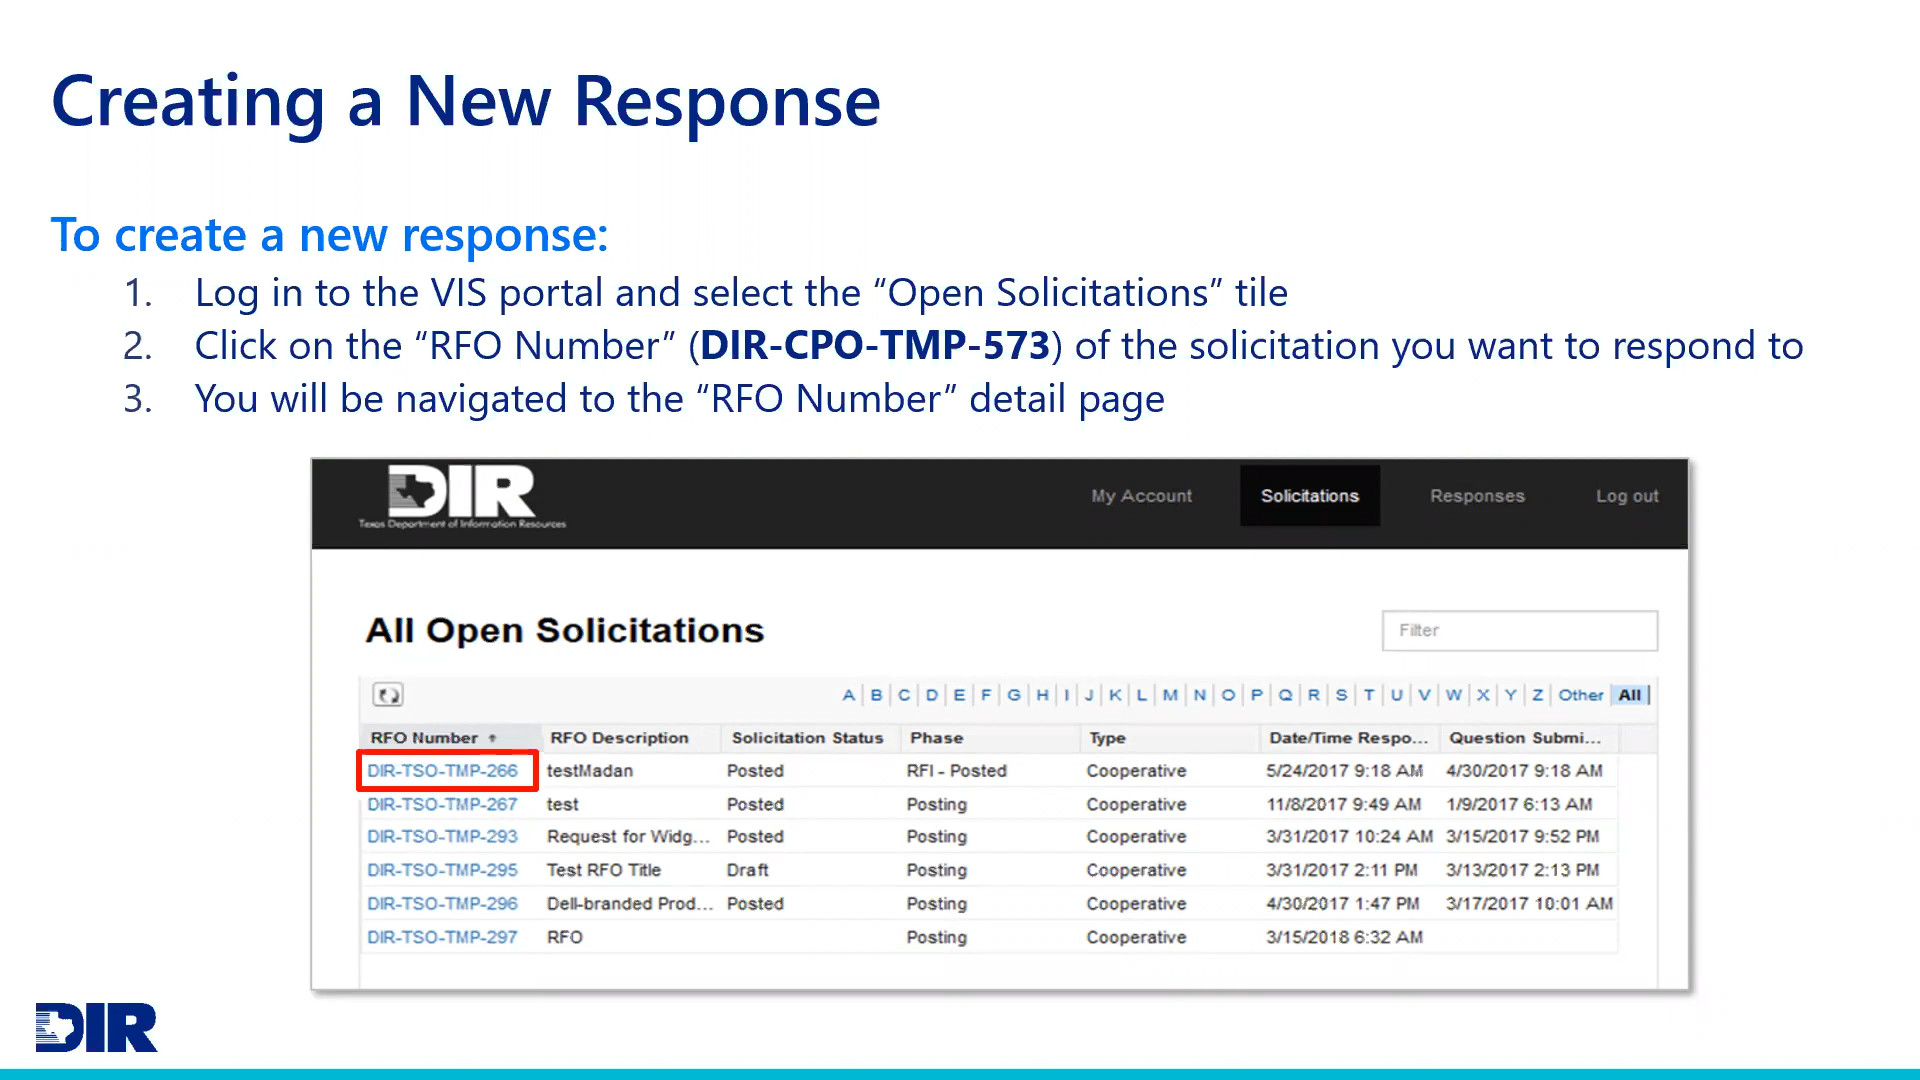 Creating a New Response
To create a new response:
1. Log in to the VIS portal and select the “Open Solicitations” tile
2. Click on the “RFO Number” (DIR-CPO-TMP-573) of the solicitation you want to respond to
3. You will be navigated to the “RFO Number” detail page
DIR
Texas Department of Information Resources
My Account Solicitations Responses Log out
All Open Solicitations
Filter
A | B | C | D | E | F | G | H | I | J | K | L | M | N | O | P | Q | R | S | T | U | V | W | X | Y | Z | Other | All
RFO Number RFO Description Solicitation Status Phase Type Date/Time Respo... Question Submi...
DIR-TSO-TMP-266 testMadan Posted RFI - Posted Cooperative 5/24/2017 9:18 AM 4/30/2017 9:18 AM
DIR-TSO-TMP-267 test Posted Posting Cooperative 11/8/2017 9:49 AM 1/9/2017 6:13 AM
DIR-TSO-TMP-293 Request for Widg... Posted Posting Cooperative 3/31/2017 10:24 AM 3/15/2017 9:52 PM
DIR-TSO-TMP-295 Test RFO Title Draft Posting Cooperative 3/31/2017 2:11 PM 3/13/2017 2:13 PM
DIR-TSO-TMP-296 Dell-branded Prod... Posted Posting Cooperative 4/30/2017 1:47 PM 3/17/2017 10:01 AM
DIR-TSO-TMP-297 RFO Posting Cooperative 3/15/2018 6:32 AM
DIR